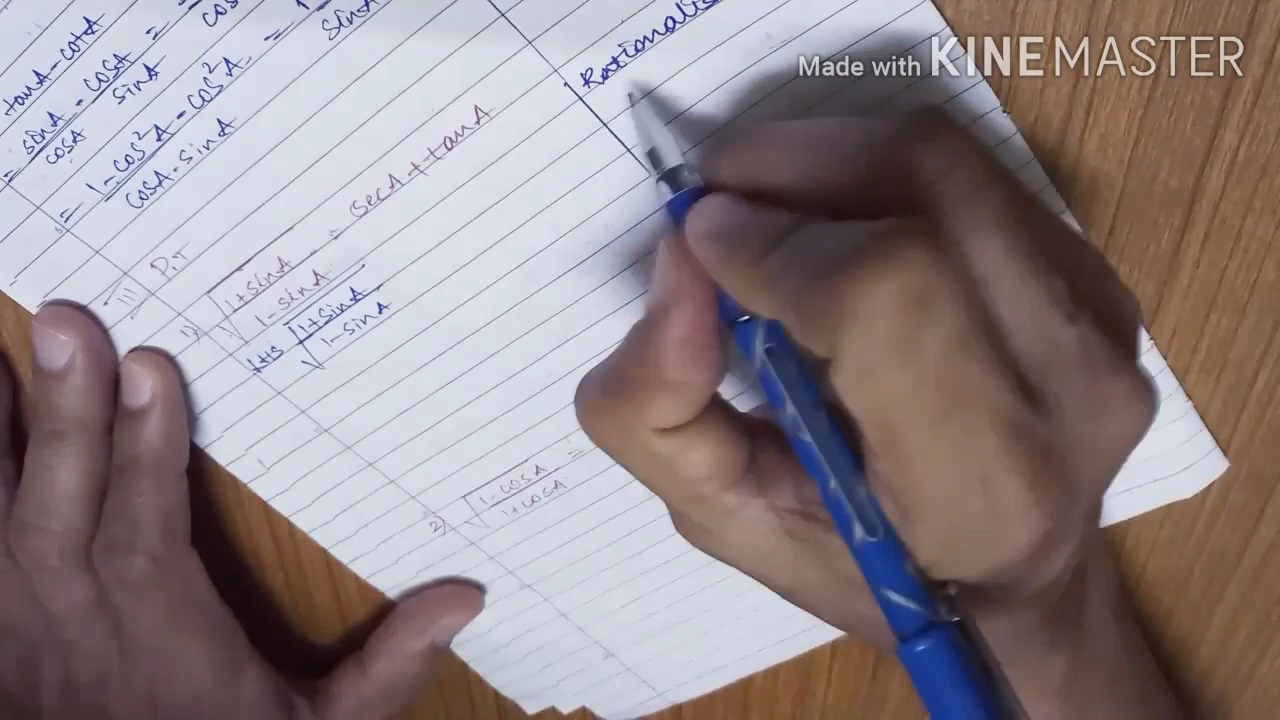 Made with KINEMASTER
tanA - cotA
= sinA/cosA - cosA/sinA =
= 1-cos²A - cos²A/cosA·sinA =
sinA
Rationalis
III) P.T
1) √1+sinA/1-sinA = secA + tanA
LHS √1+sinA/1-sinA
2) √1-cosA/1+cosA =